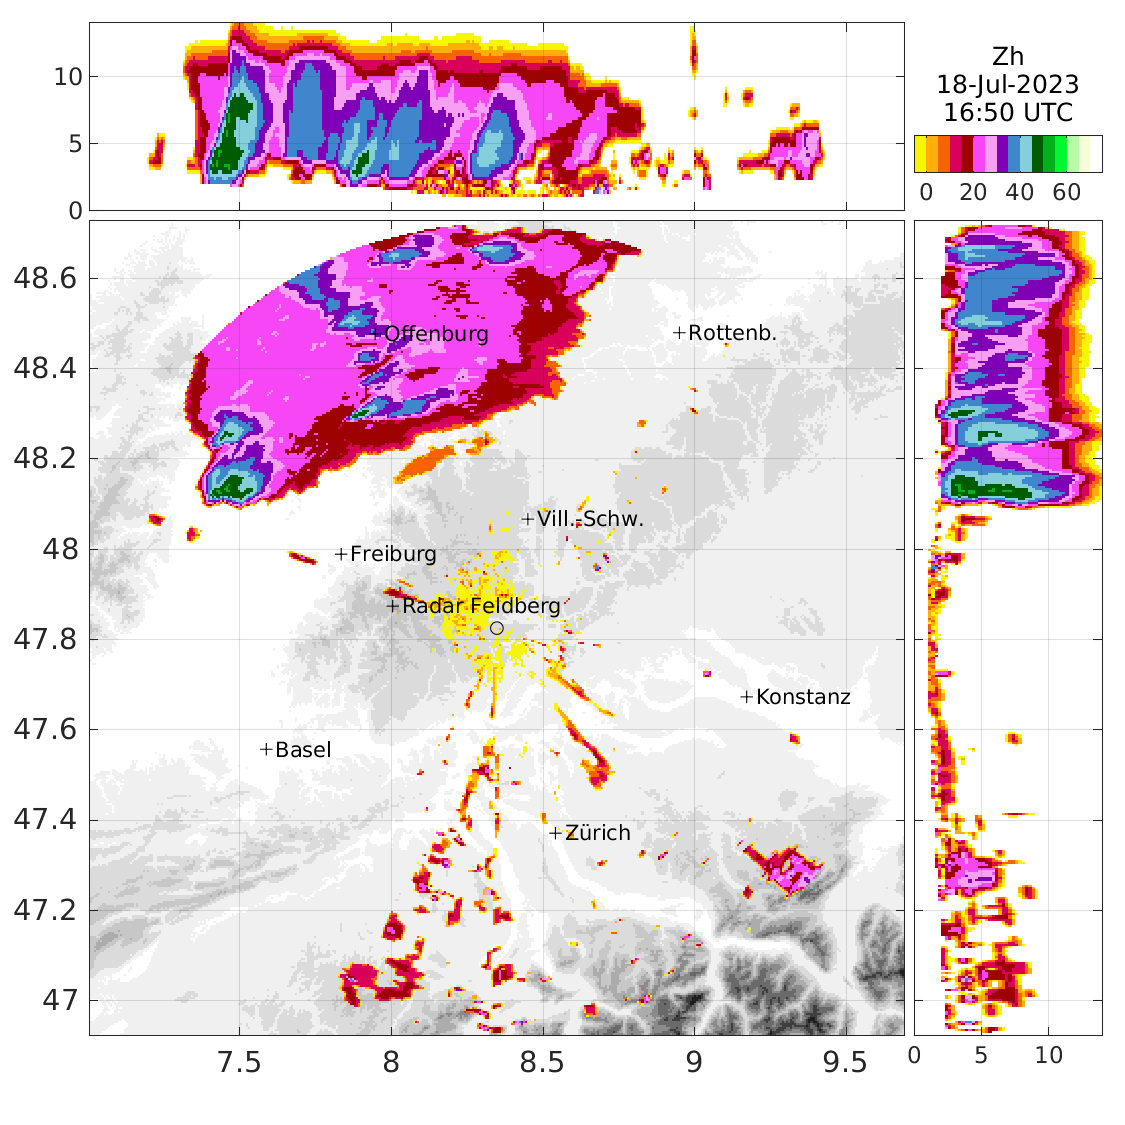 Zh
18-Jul-2023
16:50 UTC
0 20 40 60
10
5
0
48.6
48.4
48.2
48
47.8
47.6
47.4
47.2
47
+Offenburg
+Rottenb.
+Vill.-Schw.
+Freiburg
+Radar Feldberg
+Konstanz
+Basel
+Zürich
7.5 8 8.5 9 9.5
0 5 10